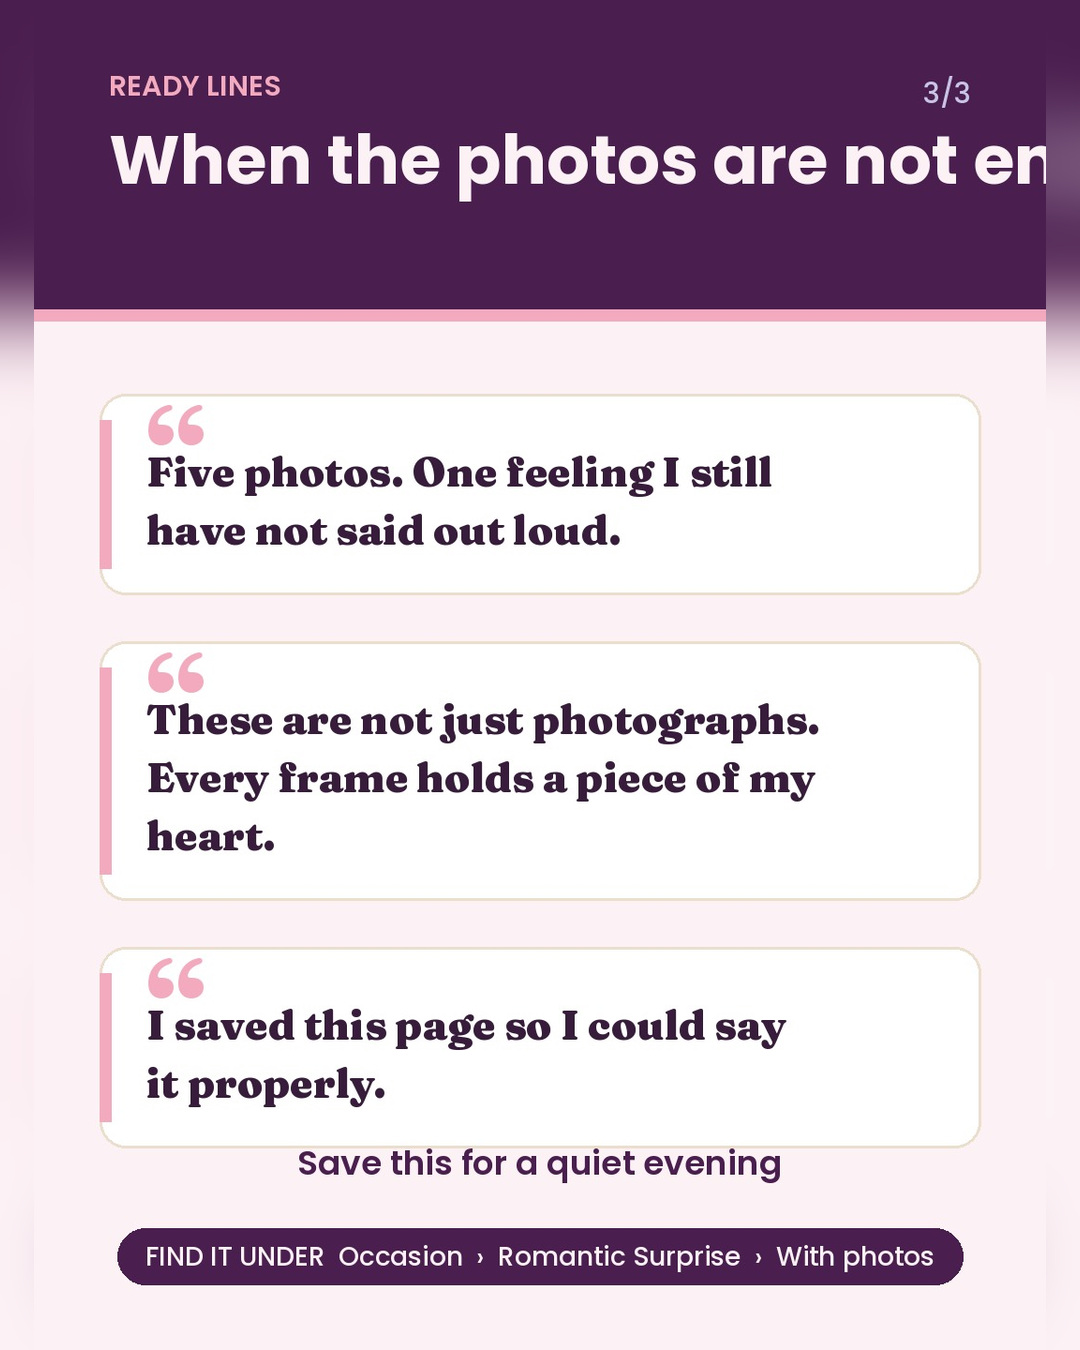 READY LINES
3/3
When the photos are not en
“
Five photos. One feeling I still
have not said out loud.
“
These are not just photographs.
Every frame holds a piece of my
heart.
“
I saved this page so I could say
it properly.
Save this for a quiet evening
FIND IT UNDER Occasion › Romantic Surprise › With photos